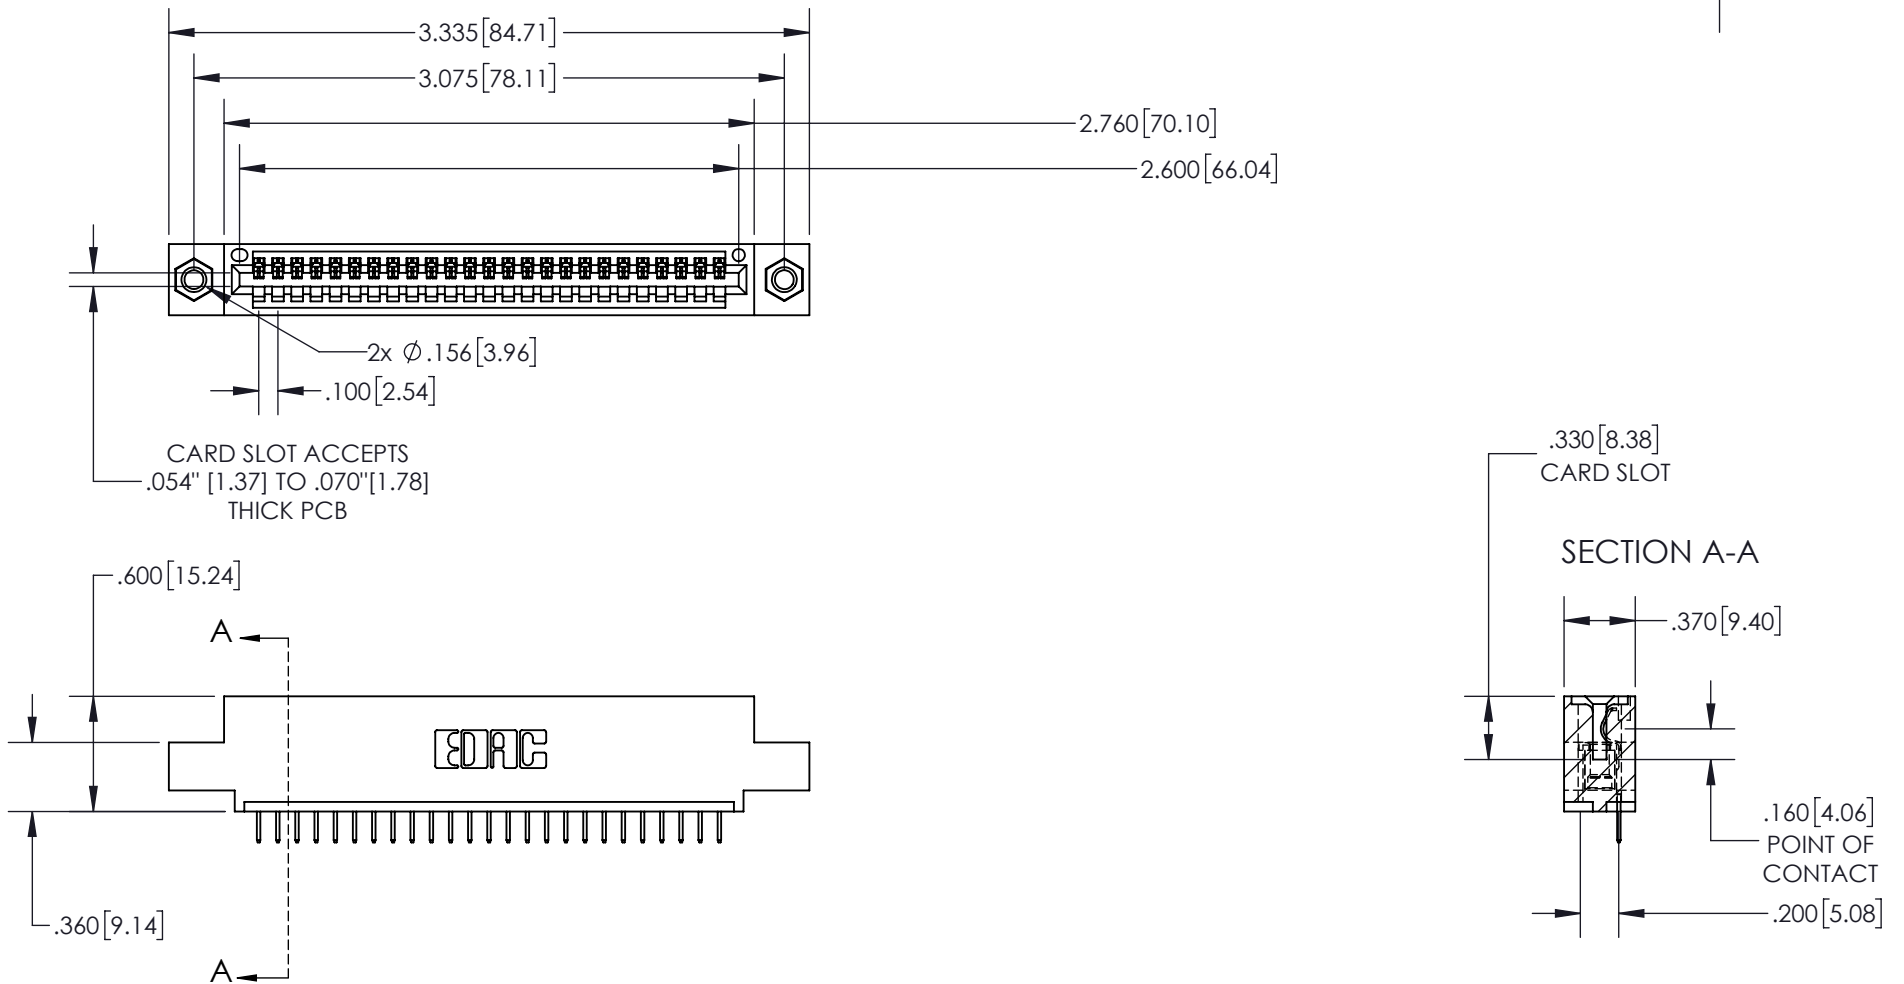 3.335[84.71]
3.075[78.11]
2.760[70.10]
2.600[66.04]
2x Ø.156[3.96]
.100[2.54]
CARD SLOT ACCEPTS
.054" [1.37] TO .070"[1.78]
THICK PCB
.330[8.38]
CARD SLOT
SECTION A-A
.600[15.24]
A
.370[9.40]
EDAC
.160[4.06]
POINT OF
CONTACT
.200[5.08]
.360[9.14]
A